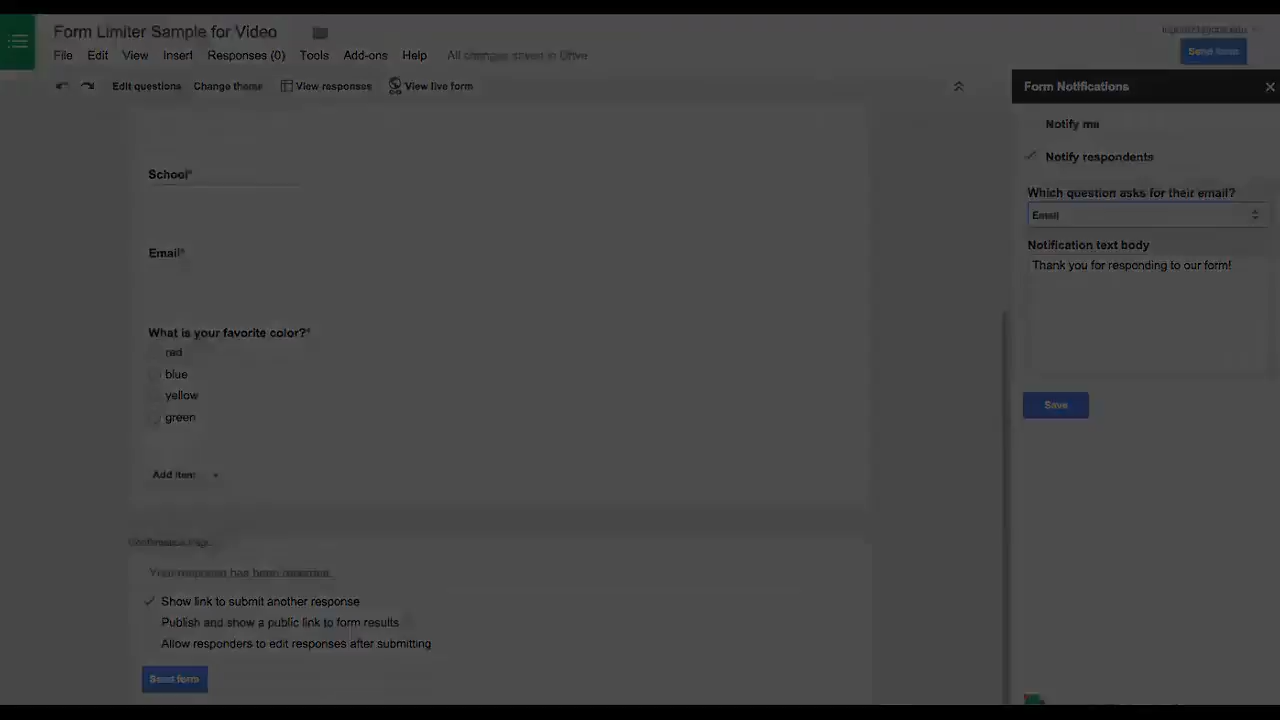 Form Limiter Sample for Video
File Edit View Insert Responses (0) Tools Add-ons Help All changes saved in Drive
Send form
Edit questions Change theme View responses View live form
Form Notifications
Notify me
Notify respondents
Which question asks for their email?
Email
Notification text body
Thank you for responding to our form!
Save
School*
Email*
What is your favorite color?*
red
blue
yellow
green
Add item
Confirmation Page
Your response has been recorded.
Show link to submit another response
Publish and show a public link to form results
Allow responders to edit responses after submitting
Send form